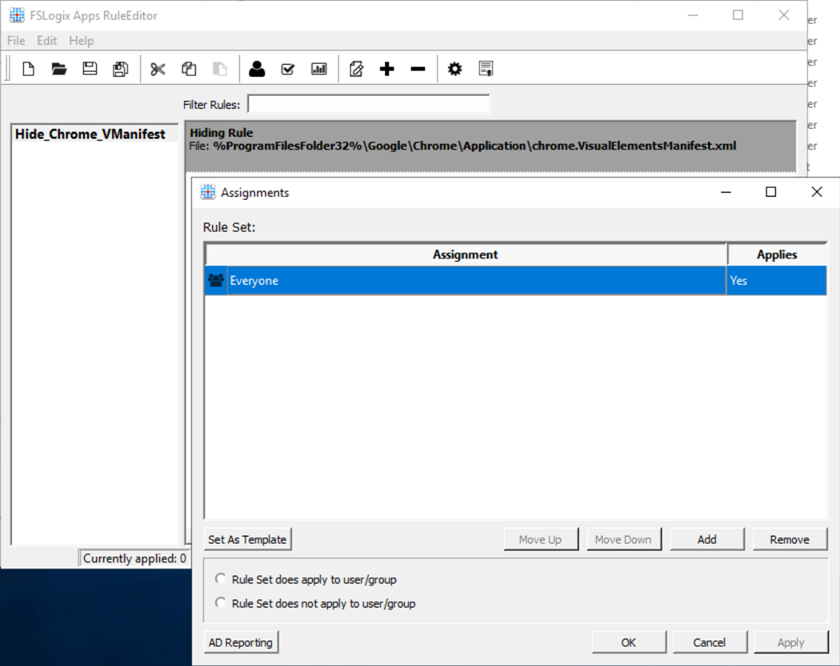 FSLogix Apps RuleEditor
File Edit Help
Filter Rules:
Hide_Chrome_VManifest
Hiding Rule
File: %ProgramFilesFolder32%\Google\Chrome\Application\chrome.VisualElementsManifest.xml
Assignments
Rule Set:
Assignment Applies
Everyone Yes
Set As Template Move Up Move Down Add Remove
Currently applied: 0
Rule Set does apply to user/group
Rule Set does not apply to user/group
AD Reporting OK Cancel Apply